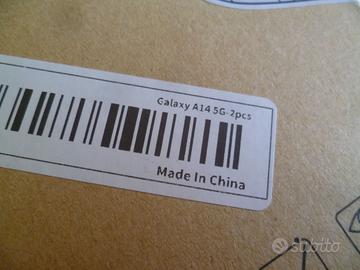 Galaxy A14 5G-2pcs
Made In China
subito